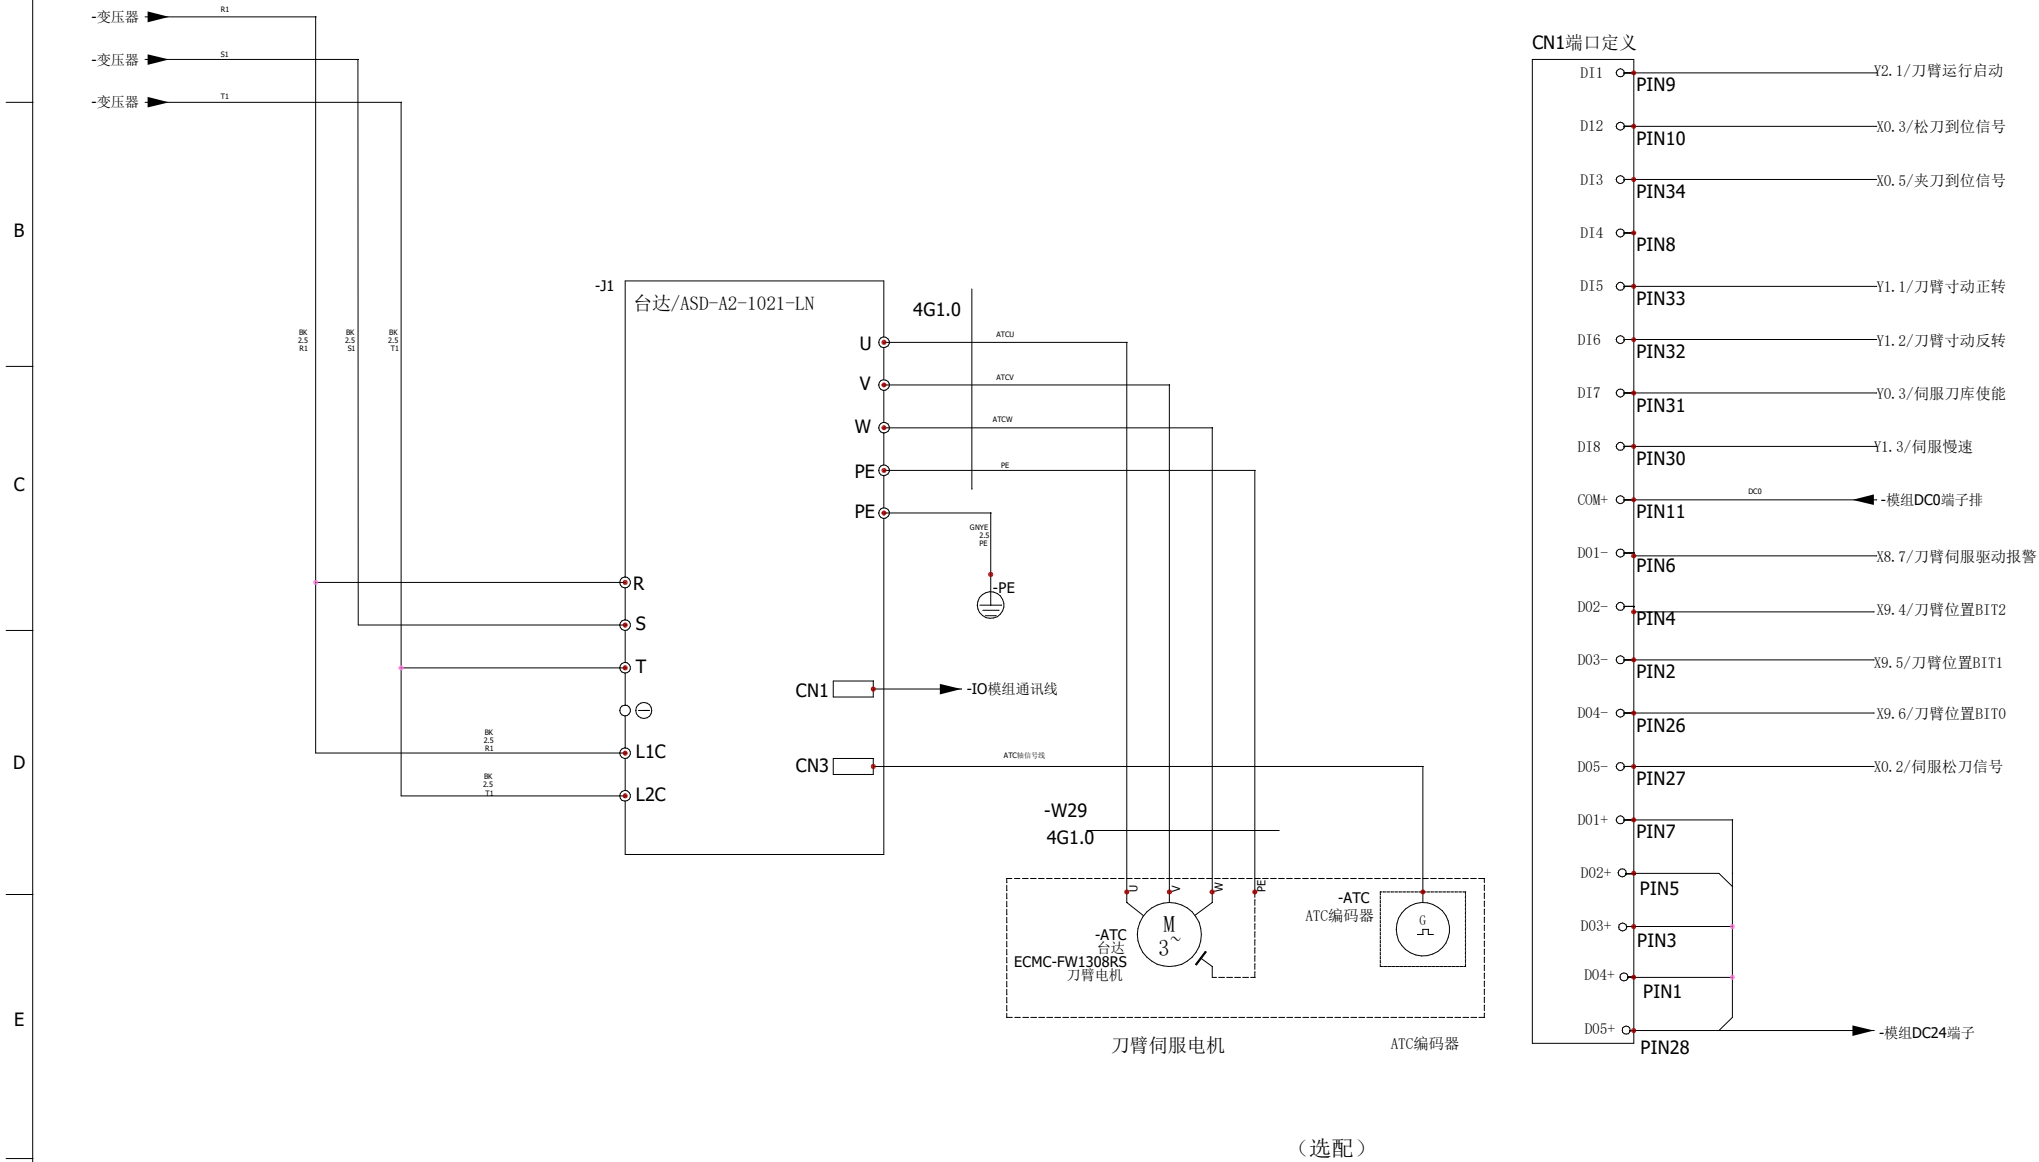 -变压器 R1
-变压器 S1
-变压器 T1
B
C
D
E
BK
2.5
R1
BK
2.5
S1
BK
2.5
T1
-J1
台达/ASD-A2-1021-LN
4G1.0
U ATCU
V ATCV
W ATCW
PE PE
PE
GNYE
2.5
PE
-PE
R
S
T
BK
2.5
R1
L1C
BK
2.5
T1
L2C
CN1 -IO模组通讯线
CN3 ATC轴信号线
-W29
4G1.0
U V W PE
M
3~
-ATC
台达
ECMC-FW1308RS
刀臂电机
-ATC
ATC编码器
G
刀臂伺服电机
ATC编码器
(选配)
CN1端口定义
DI1 PIN9 Y2.1/刀臂运行启动
D12 PIN10 X0.3/松刀到位信号
DI3 PIN34 X0.5/夹刀到位信号
DI4 PIN8
DI5 PIN33 Y1.1/刀臂寸动正转
DI6 PIN32 Y1.2/刀臂寸动反转
DI7 PIN31 Y0.3/伺服刀库使能
DI8 PIN30 Y1.3/伺服慢速
COM+ PIN11 DC0 -模组DC0端子排
DO1- PIN6 X8.7/刀臂伺服驱动报警
DO2- PIN4 X9.4/刀臂位置BIT2
DO3- PIN2 X9.5/刀臂位置BIT1
DO4- PIN26 X9.6/刀臂位置BIT0
DO5- PIN27 X0.2/伺服松刀信号
DO1+ PIN7
DO2+ PIN5
DO3+ PIN3
DO4+ PIN1
DO5+ PIN28 -模组DC24端子